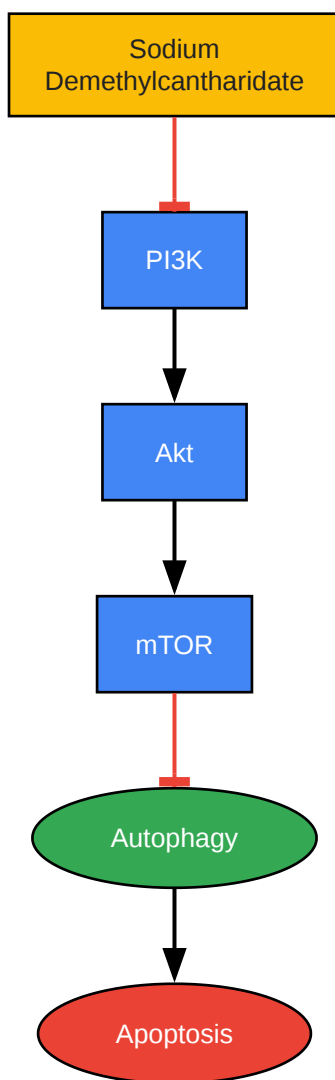 Sodium
Demethylcantharidate
PI3K
Akt
mTOR
Autophagy
Apoptosis